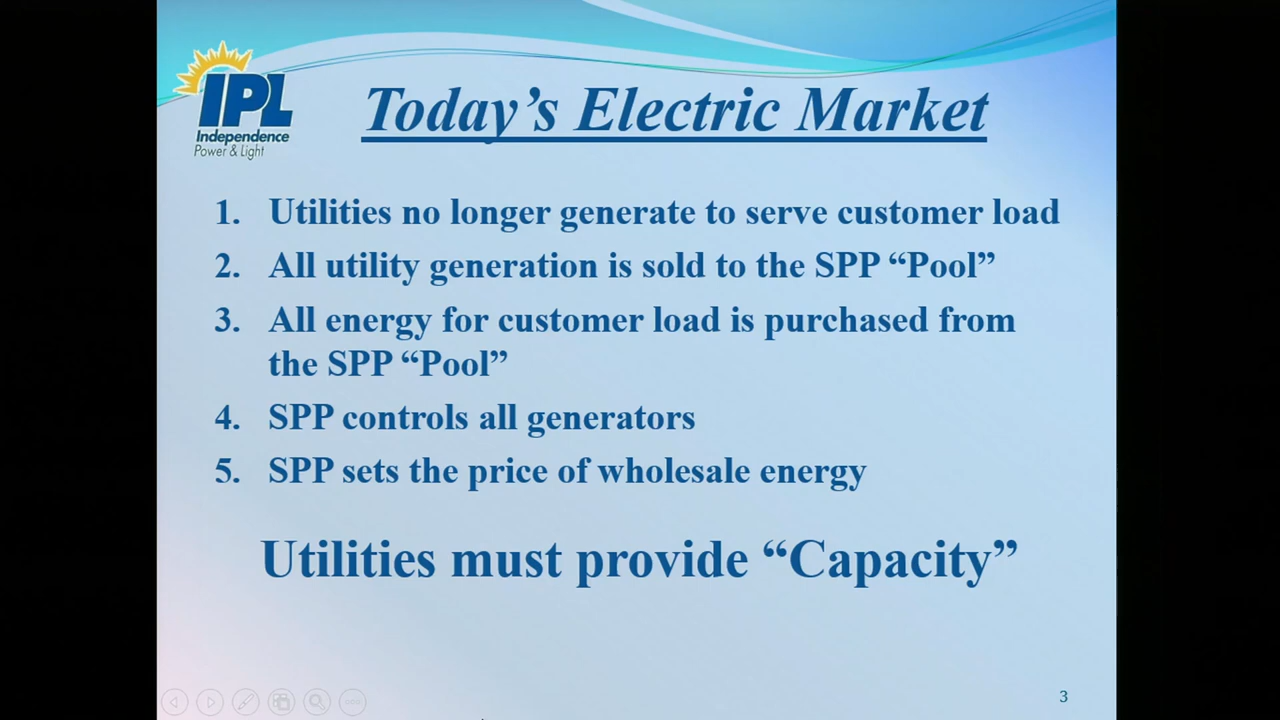 IPL
Independence
Power & Light
Today’s Electric Market
1. Utilities no longer generate to serve customer load
2. All utility generation is sold to the SPP “Pool”
3. All energy for customer load is purchased from
the SPP “Pool”
4. SPP controls all generators
5. SPP sets the price of wholesale energy
Utilities must provide “Capacity”
3